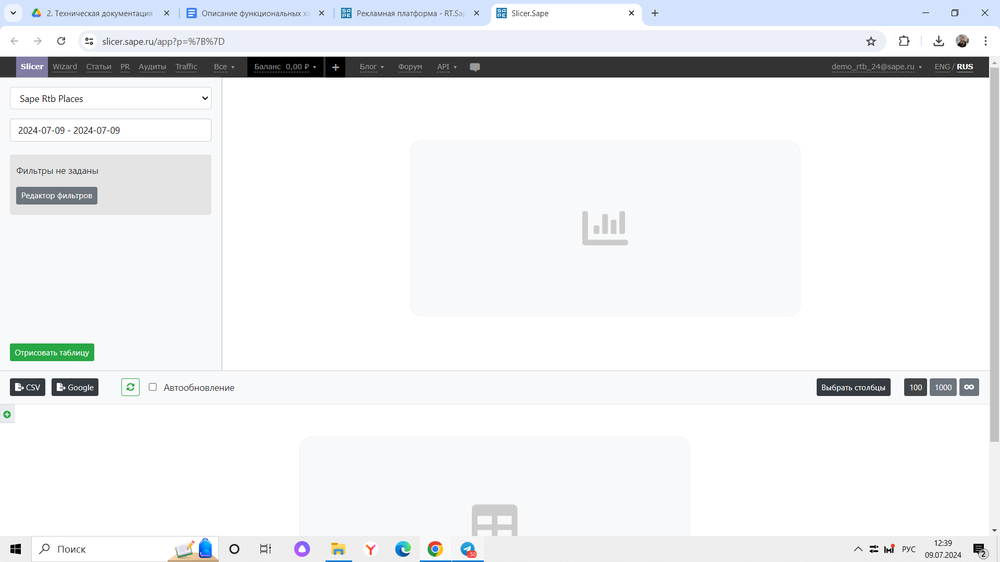 2. Техническая документация
Описание функциональных ха
Рекламная платформа - RT.Sap
Slicer.Sape
slicer.sape.ru/app?p=%7B%7D
Slicer Wizard Статьи PR Аудиты Traffic Все Баланс 0,00 ₽ + Блог Форум API demo_rtb_24@sape.ru ENG / RUS
Sape Rtb Places
2024-07-09 - 2024-07-09
Фильтры не заданы
Редактор фильтров
Отрисовать таблицу
CSV Google Автообновление Выбрать столбцы 100 1000 ∞
Поиск
..50
РУС
12:39
09.07.2024
2